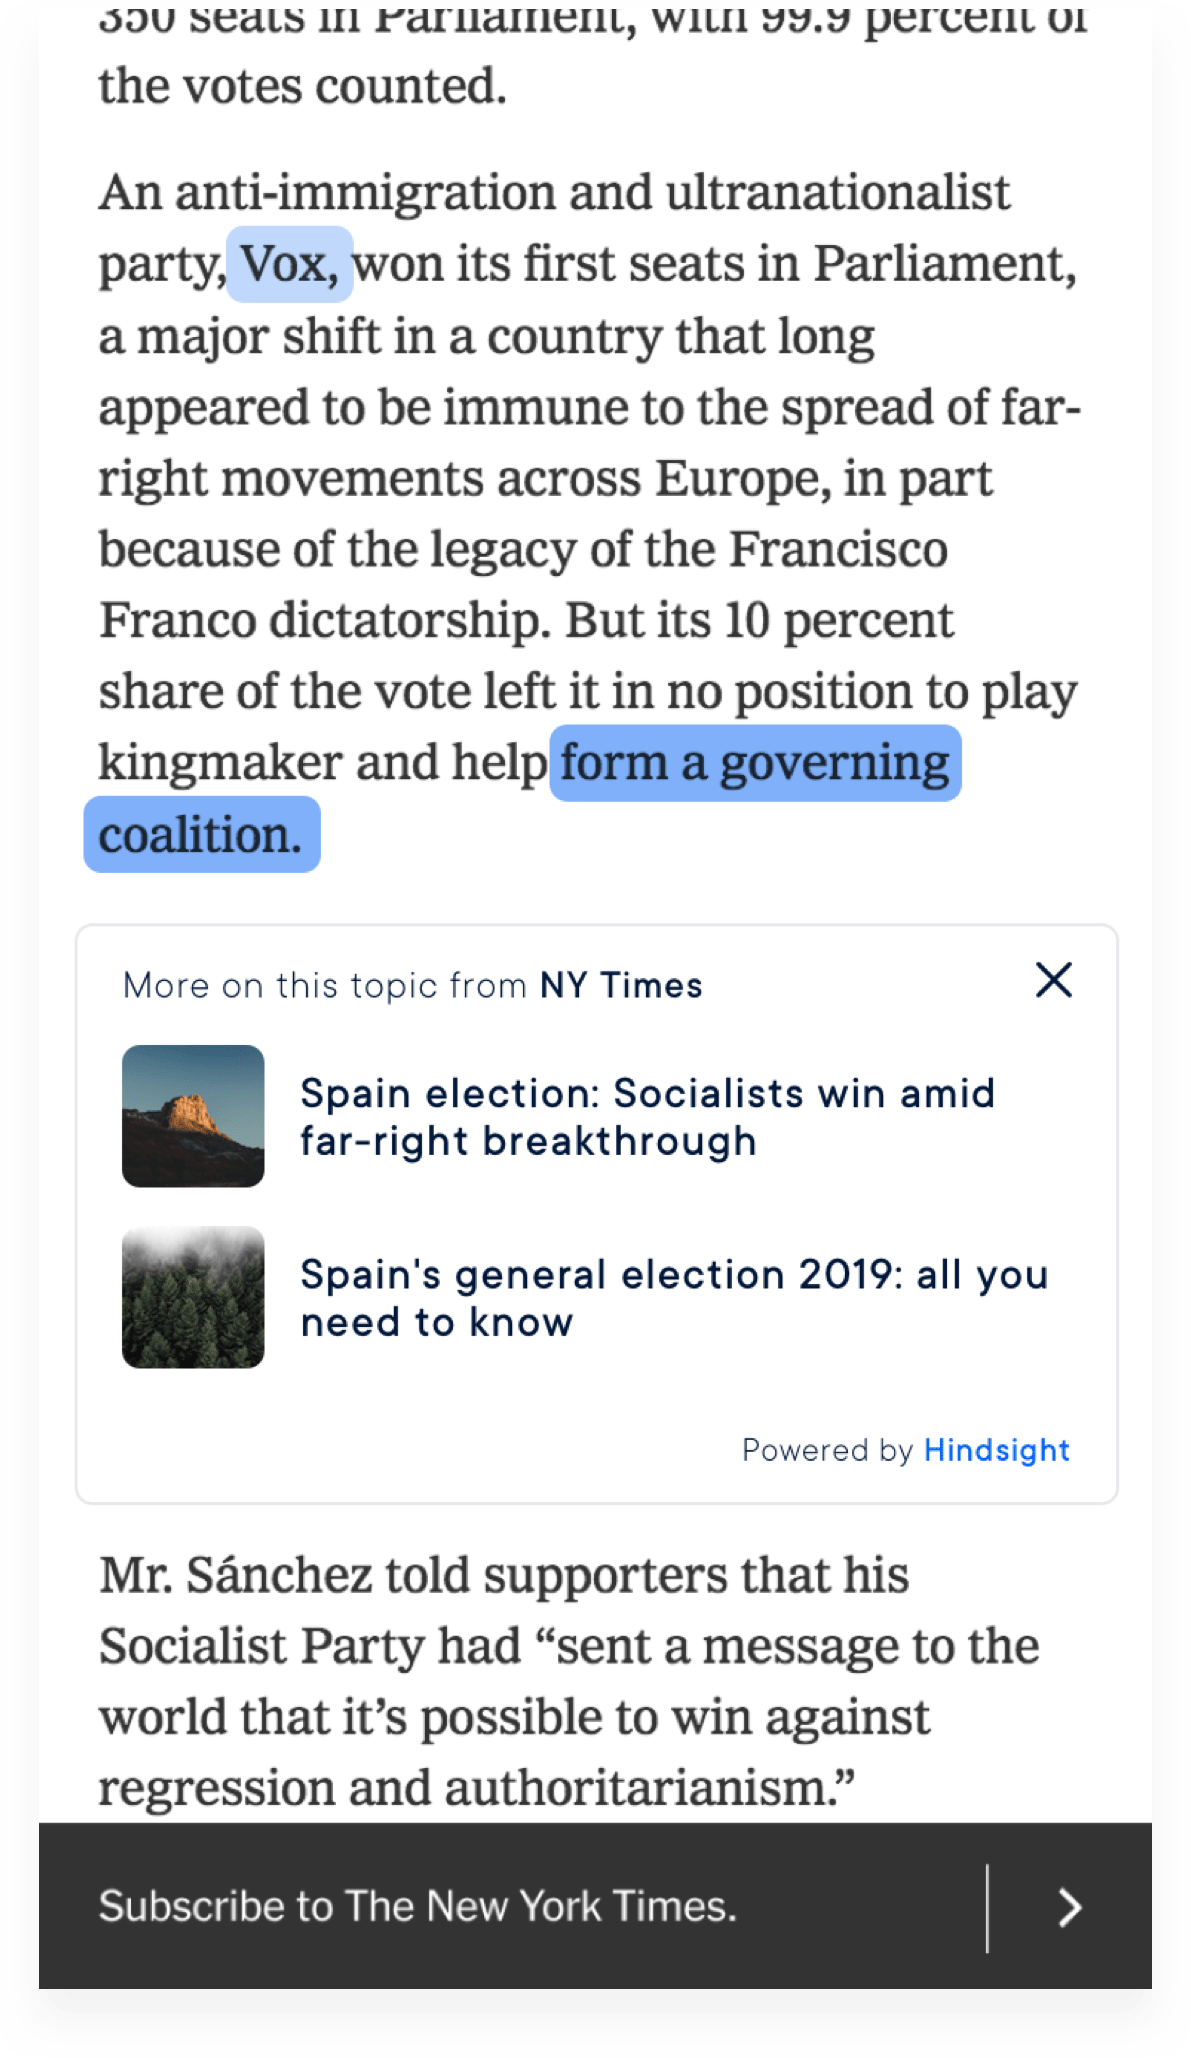 350 seats in Parliament, with 99.9 percent of
the votes counted.
An anti-immigration and ultranationalist
party, Vox, won its first seats in Parliament,
a major shift in a country that long
appeared to be immune to the spread of far-
right movements across Europe, in part
because of the legacy of the Francisco
Franco dictatorship. But its 10 percent
share of the vote left it in no position to play
kingmaker and help form a governing
coalition.
More on this topic from NY Times
Spain election: Socialists win amid
far-right breakthrough
Spain's general election 2019: all you
need to know
Powered by Hindsight
Mr. Sánchez told supporters that his
Socialist Party had “sent a message to the
world that it’s possible to win against
regression and authoritarianism.”
Subscribe to The New York Times.